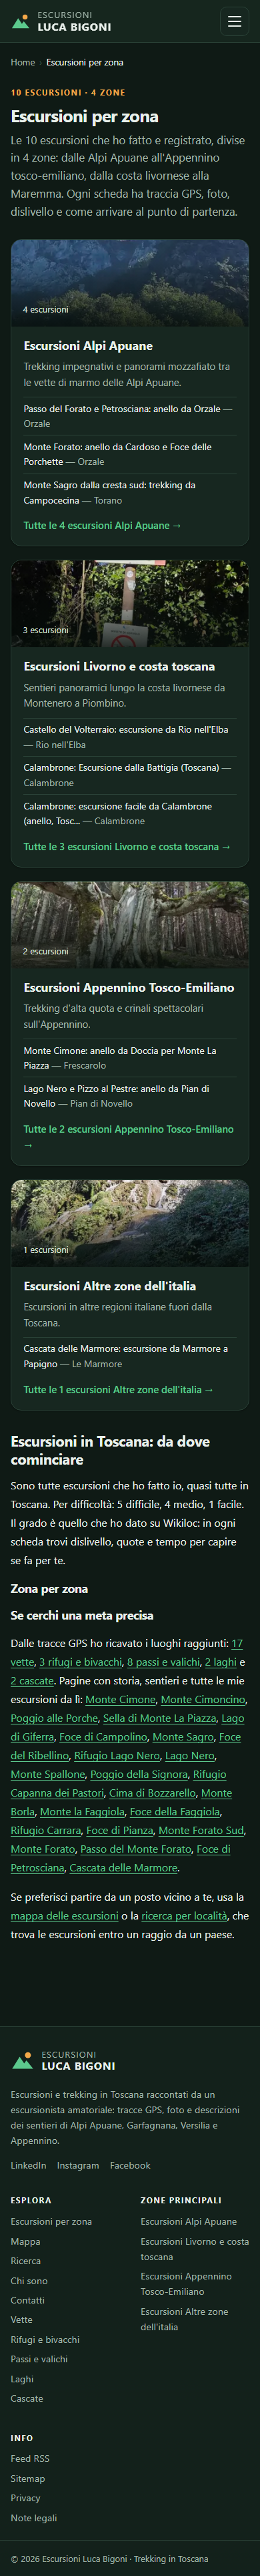 ESCURSIONI
LUCA BIGONI
Home › Escursioni per zona
10 ESCURSIONI · 4 ZONE
Escursioni per zona
Le 10 escursioni che ho fatto e registrato, divise
in 4 zone: dalle Alpi Apuane all'Appennino
tosco-emiliano, dalla costa livornese alla
Maremma. Ogni scheda ha traccia GPS, foto,
dislivello e come arrivare al punto di partenza.
4 escursioni
Escursioni Alpi Apuane
Trekking impegnativi e panorami mozzafiato tra
le vette di marmo delle Alpi Apuane.
Passo del Forato e Petrosciana: anello da Orzale —
Orzale
Monte Forato: anello da Cardoso e Foce delle
Porchette — Orzale
Monte Sagro dalla cresta sud: trekking da
Campocecina — Torano
Tutte le 4 escursioni Alpi Apuane →
3 escursioni
Escursioni Livorno e costa toscana
Sentieri panoramici lungo la costa livornese da
Montenero a Piombino.
Castello del Volterraio: escursione da Rio nell'Elba
— Rio nell'Elba
Calambrone: Escursione dalla Battigia (Toscana) —
Calambrone
Calambrone: escursione facile da Calambrone
(anello, Tosc... — Calambrone
Tutte le 3 escursioni Livorno e costa toscana →
2 escursioni
Escursioni Appennino Tosco-Emiliano
Trekking d'alta quota e crinali spettacolari
sull'Appennino.
Monte Cimone: anello da Doccia per Monte La
Piazza — Frescarolo
Lago Nero e Pizzo al Pestre: anello da Pian di
Novello — Pian di Novello
Tutte le 2 escursioni Appennino Tosco-Emiliano
→
1 escursioni
Escursioni Altre zone dell'italia
Escursioni in altre regioni italiane fuori dalla
Toscana.
Cascata delle Marmore: escursione da Marmore a
Papigno — Le Marmore
Tutte le 1 escursioni Altre zone dell'italia →
Escursioni in Toscana: da dove
cominciare
Sono tutte escursioni che ho fatto io, quasi tutte in
Toscana. Per difficoltà: 5 difficile, 4 medio, 1 facile.
Il grado è quello che ho dato su Wikiloc: in ogni
scheda trovi dislivello, quote e tempo per capire
se fa per te.
Zona per zona
Se cerchi una meta precisa
Dalle tracce GPS ho ricavato i luoghi raggiunti: 17
vette, 3 rifugi e bivacchi, 8 passi e valichi, 2 laghi e
2 cascate. Pagine con storia, sentieri e tutte le mie
escursioni da lì: Monte Cimone, Monte Cimoncino,
Poggio alle Porche, Sella di Monte La Piazza, Lago
di Giferra, Foce di Campolino, Monte Sagro, Foce
del Ribellino, Rifugio Lago Nero, Lago Nero,
Monte Spallone, Poggio della Signora, Rifugio
Capanna dei Pastori, Cima di Bozzarello, Monte
Borla, Monte la Faggiola, Foce della Faggiola,
Rifugio Carrara, Foce di Pianza, Monte Forato Sud,
Monte Forato, Passo del Monte Forato, Foce di
Petrosciana, Cascata delle Marmore.
Se preferisci partire da un posto vicino a te, usa la
mappa delle escursioni o la ricerca per località, che
trova le escursioni entro un raggio da un paese.
ESCURSIONI
LUCA BIGONI
Escursioni e trekking in Toscana raccontati da un
escursionista amatoriale: tracce GPS, foto e descrizioni
dei sentieri di Alpi Apuane, Garfagnana, Versilia e
Appennino.
LinkedIn Instagram Facebook
ESPLORA
Escursioni per zona
Mappa
Ricerca
Chi sono
Contatti
Vette
Rifugi e bivacchi
Passi e valichi
Laghi
Cascate
ZONE PRINCIPALI
Escursioni Alpi Apuane
Escursioni Livorno e costa
toscana
Escursioni Appennino
Tosco-Emiliano
Escursioni Altre zone
dell'italia
INFO
Feed RSS
Sitemap
Privacy
Note legali
© 2026 Escursioni Luca Bigoni · Trekking in Toscana